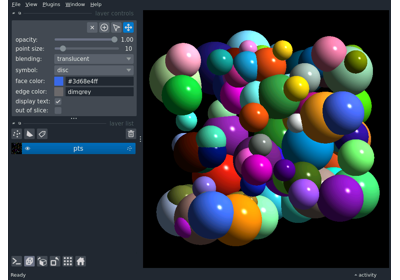 File View Plugins Window Help
layer controls
opacity: 1.00
point size: 10
blending: translucent
symbol: disc
face color: #3d68e4ff
edge color: dimgrey
display text:
out of slice:
layer list
pts
Ready
activity